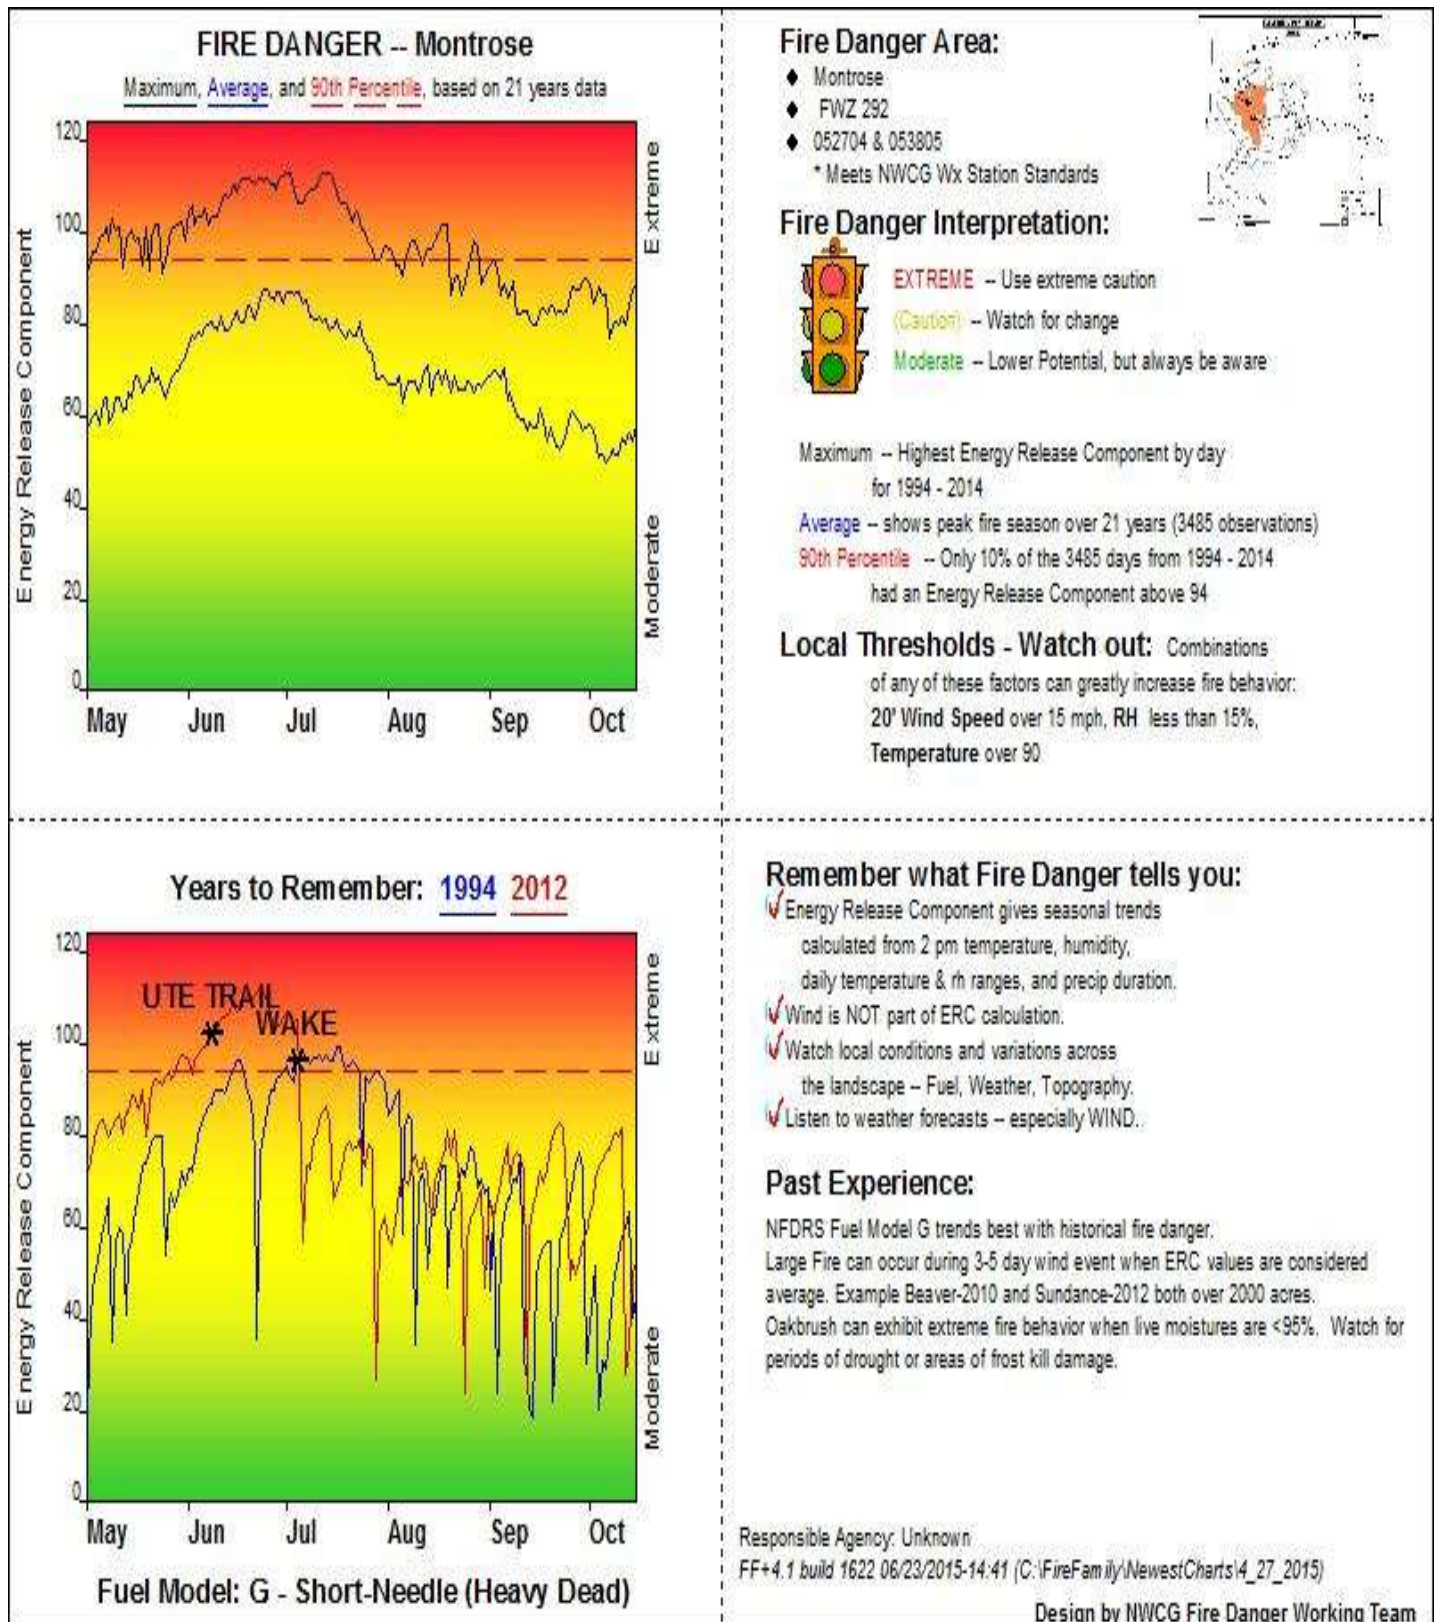 FIRE DANGER -- Montrose
Maximum, Average, and 90th Percentile, based on 21 years data
Energy Release Component
120
100
80
60
40
20
0
Extreme
Moderate
May Jun Jul Aug Sep Oct
Fire Danger Area:
♦ Montrose
♦ FWZ 292
♦ 052704 & 053805
* Meets NWCG Wx Station Standards
Fire Danger Interpretation:
EXTREME -- Use extreme caution
(Caution) -- Watch for change
Moderate -- Lower Potential, but always be aware
Maximum -- Highest Energy Release Component by day
for 1994 - 2014
Average -- shows peak fire season over 21 years (3485 observations)
90th Percentile -- Only 10% of the 3485 days from 1994 - 2014
had an Energy Release Component above 94
Local Thresholds - Watch out: Combinations
of any of these factors can greatly increase fire behavior:
20' Wind Speed over 15 mph, RH less than 15%,
Temperature over 90
Years to Remember: 1994 2012
Energy Release Component
120
100
80
60
40
20
0
UTE TRAIL
WAKE
Extreme
Moderate
May Jun Jul Aug Sep Oct
Fuel Model: G - Short-Needle (Heavy Dead)
Remember what Fire Danger tells you:
Energy Release Component gives seasonal trends
calculated from 2 pm temperature, humidity,
daily temperature & rh ranges, and precip duration.
Wind is NOT part of ERC calculation.
Watch local conditions and variations across
the landscape -- Fuel, Weather, Topography.
Listen to weather forecasts -- especially WIND.
Past Experience:
NFDRS Fuel Model G trends best with historical fire danger.
Large Fire can occur during 3-5 day wind event when ERC values are considered
average. Example Beaver-2010 and Sundance-2012 both over 2000 acres.
Oakbrush can exhibit extreme fire behavior when live moistures are <95%. Watch for
periods of drought or areas of frost kill damage.
Responsible Agency: Unknown
FF+4.1 build 1622 06/23/2015-14:41 (C:\FireFamily\NewestCharts\4_27_2015)
Design by NWCG Fire Danger Working Team